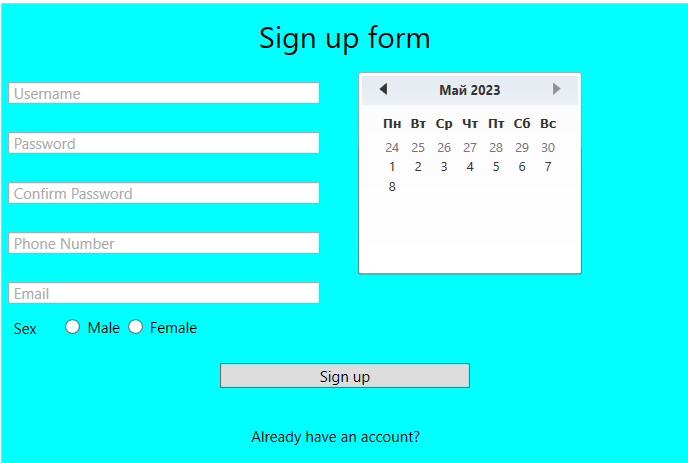 Sign up form
Username
Password
Confirm Password
Phone Number
Email
Sex Male Female
Май 2023
Пн Вт Ср Чт Пт Сб Вс
24 25 26 27 28 29 30
1 2 3 4 5 6 7
8
Sign up
Already have an account?